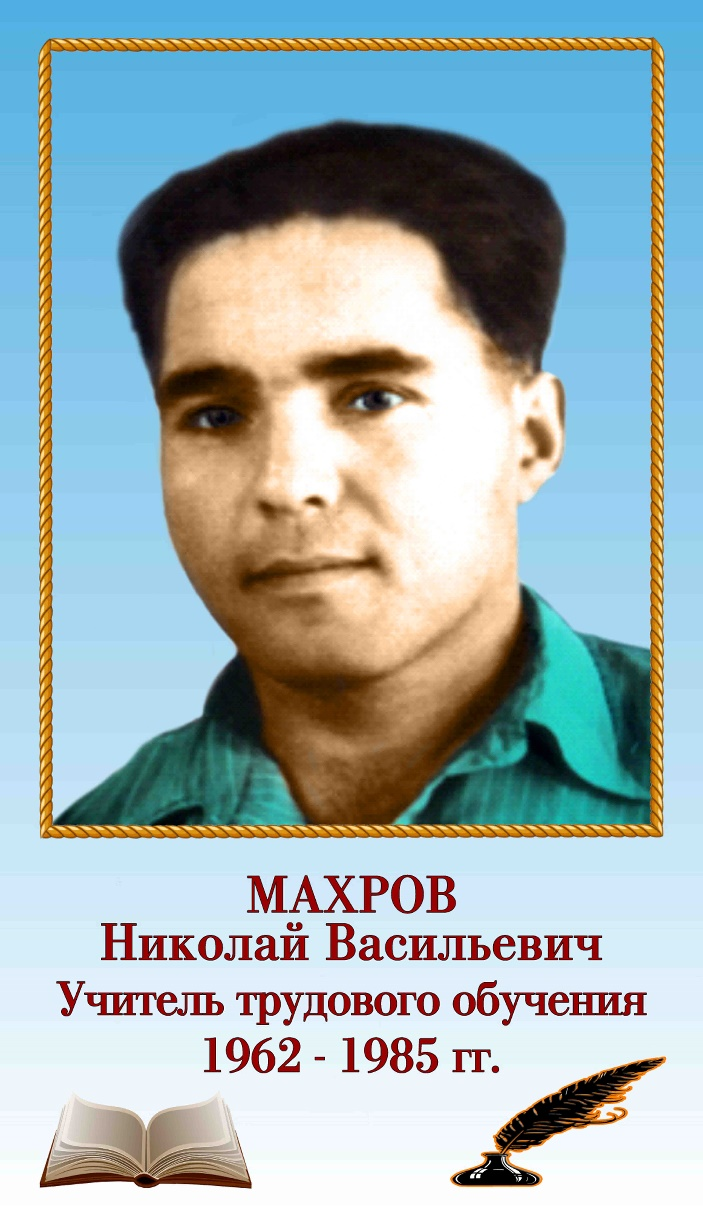 МАХРОВ
Николай Васильевич
Учитель трудового обучения
1962 - 1985 гг.